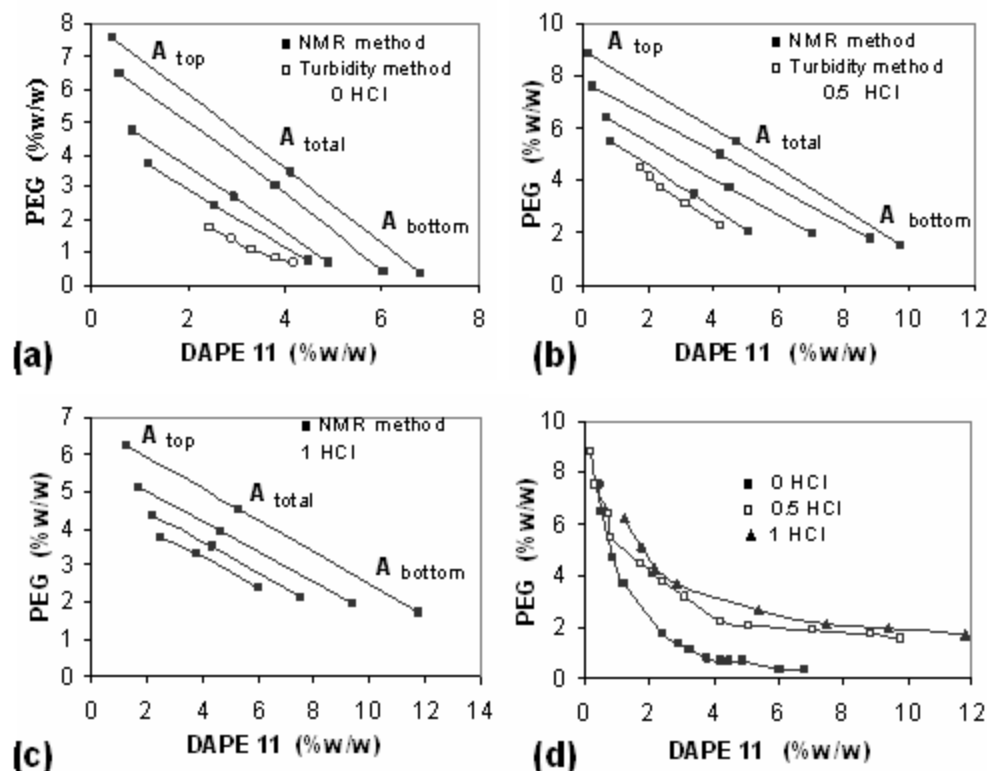 8
7
6
5
4
3
2
1
0
PEG (%w/w)
A top
A total
A bottom
■ NMR method
□ Turbidity method
0 HCl
0 2 4 6 8
DAPE 11 (%w/w)
(a)
10
8
6
4
2
0
PEG (%w/w)
A top
A total
A bottom
■ NMR method
□ Turbidity method
0.5 HCl
0 2 4 6 8 10 12
DAPE 11 (%w/w)
(b)
7
6
5
4
3
2
1
0
PEG (%w/w)
A top
A total
A bottom
■ NMR method
1 HCl
0 2 4 6 8 10 12 14
DAPE 11 (%w/w)
(c)
10
8
6
4
2
0
PEG (%w/w)
■ 0 HCl
□ 0.5 HCl
▲ 1 HCl
0 2 4 6 8 10 12
DAPE 11 (%w/w)
(d)